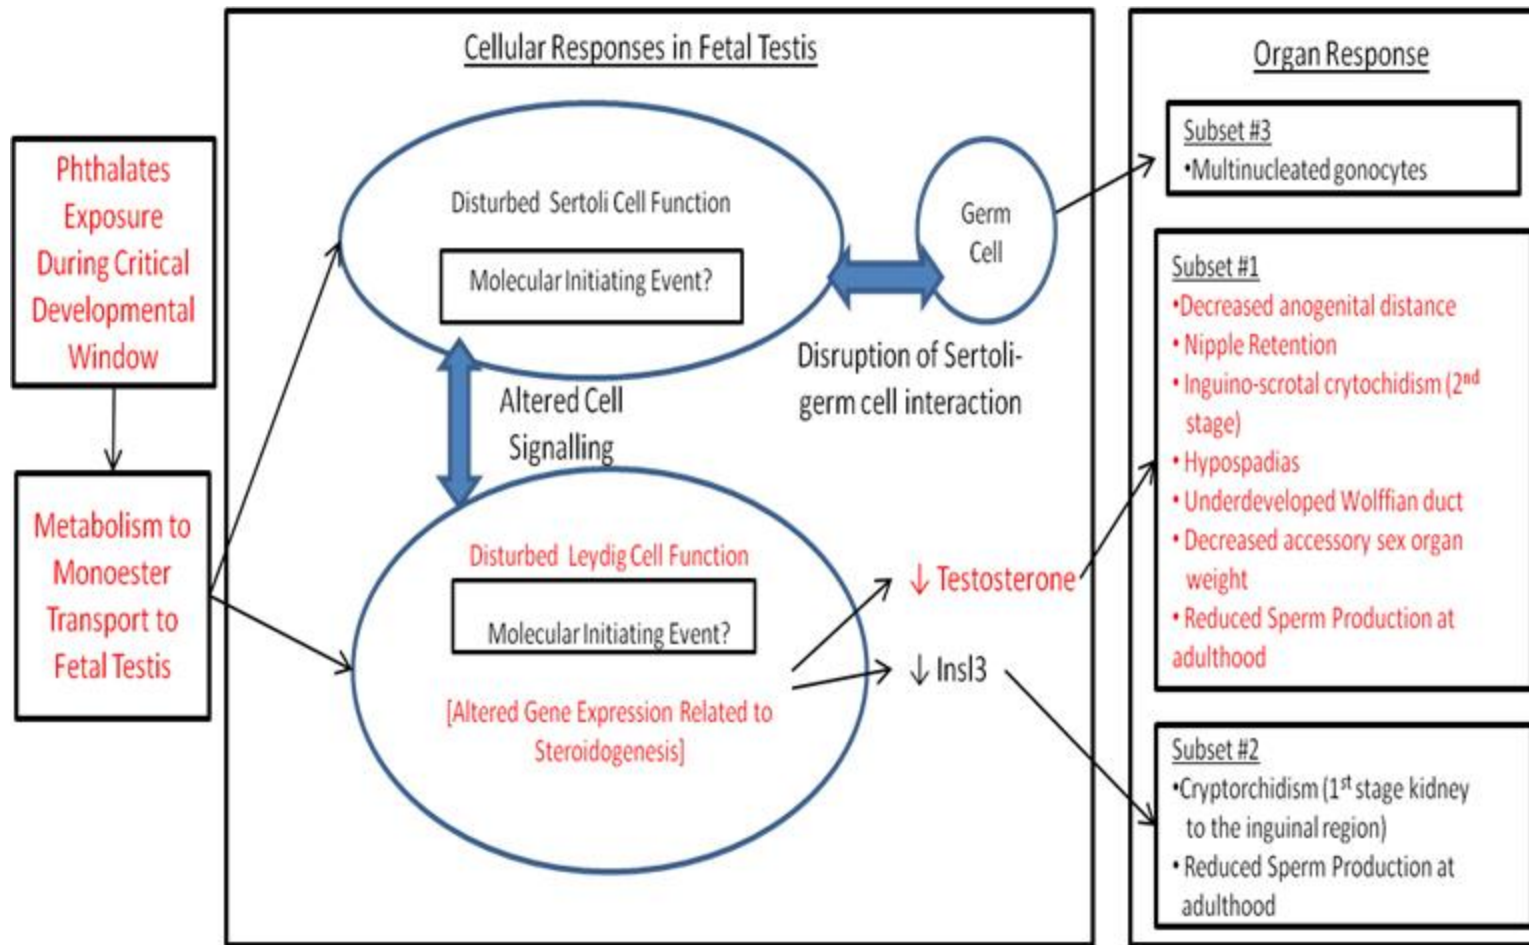 Phthalates
Exposure
During Critical
Developmental
Window
Metabolism to
Monoester
Transport to
Fetal Testis
Cellular Responses in Fetal Testis
Disturbed Sertoli Cell Function
Molecular Initiating Event?
Germ
Cell
Disruption of Sertoli-
germ cell interaction
Altered Cell
Signalling
Disturbed Leydig Cell Function
Molecular Initiating Event?
[Altered Gene Expression Related to
Steroidogenesis]
↓ Testosterone
↓ Insl3
Organ Response
Subset #3
•Multinucleated gonocytes
Subset #1
•Decreased anogenital distance
• Nipple Retention
• Inguino-scrotal crytochidism (2nd
stage)
• Hypospadias
• Underdeveloped Wolffian duct
• Decreased accessory sex organ
weight
• Reduced Sperm Production at
adulthood
Subset #2
•Cryptorchidism (1st stage kidney
to the inguinal region)
• Reduced Sperm Production at
adulthood